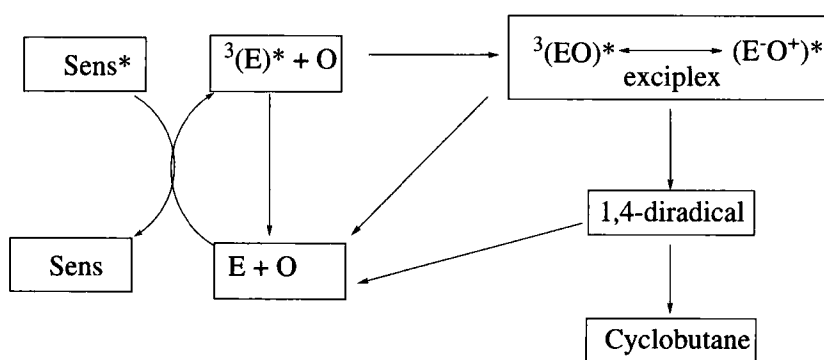 Sens*
³(E)* + O
³(EO)* (E⁻O⁺)*
exciplex
1,4-diradical
Sens
E + O
Cyclobutane